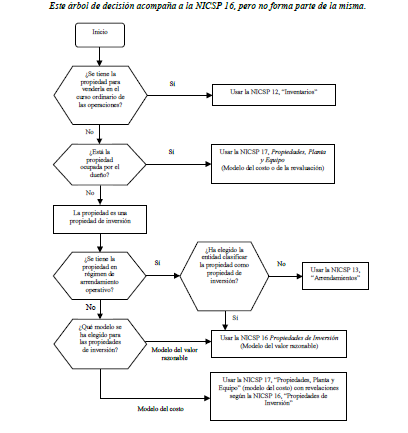 Este árbol de decisión acompaña a la NICSP 16, pero no forma parte de la misma.
Inicio
¿Se tiene la
propiedad para
venderla en el
curso ordinario de
las operaciones?
Sí
Usar la NICSP 12, “Inventarios”
No
¿Está la
propiedad
ocupada por el
dueño?
Sí
Usar la NICSP 17, Propiedades, Planta
y Equipo
(Modelo del costo o de la revaluación)
No
La propiedad es una
propiedad de inversión
¿Se tiene la
propiedad en
régimen de
arrendamiento
operativo?
Sí
¿Ha elegido la
entidad clasificar
la propiedad como
propiedad de
inversión?
No
Usar la NICSP 13,
“Arrendamientos”
No
Sí
¿Qué modelo se
ha elegido para
las propiedades
de inversión?
Modelo del valor
razonable
Usar la NICSP 16 Propiedades de Inversión
(Modelo del valor razonable)
Modelo del costo
Usar la NICSP 17, “Propiedades, Planta y
Equipo” (modelo del costo) con revelaciones
según la NICSP 16, “Propiedades de
Inversión”